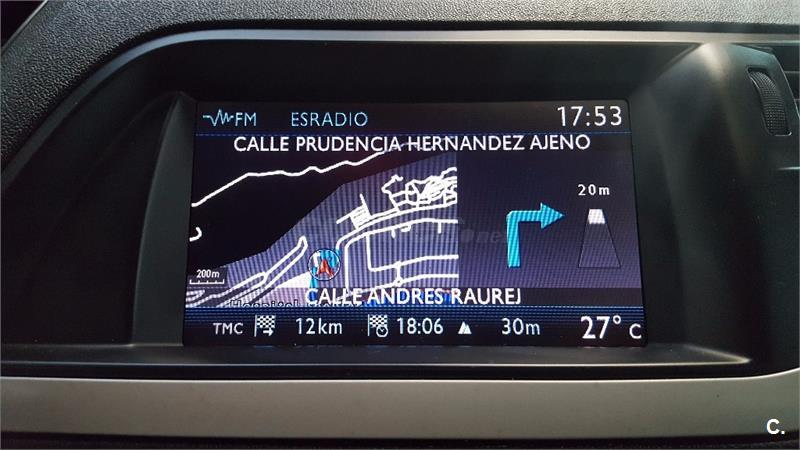 FM ESRADIO 17:53
CALLE PRUDENCIA HERNANDEZ AJENO
20m
200m
CALLE ANDRES RAUREJ
TMC 12km 18:06 30m 27° C
C.